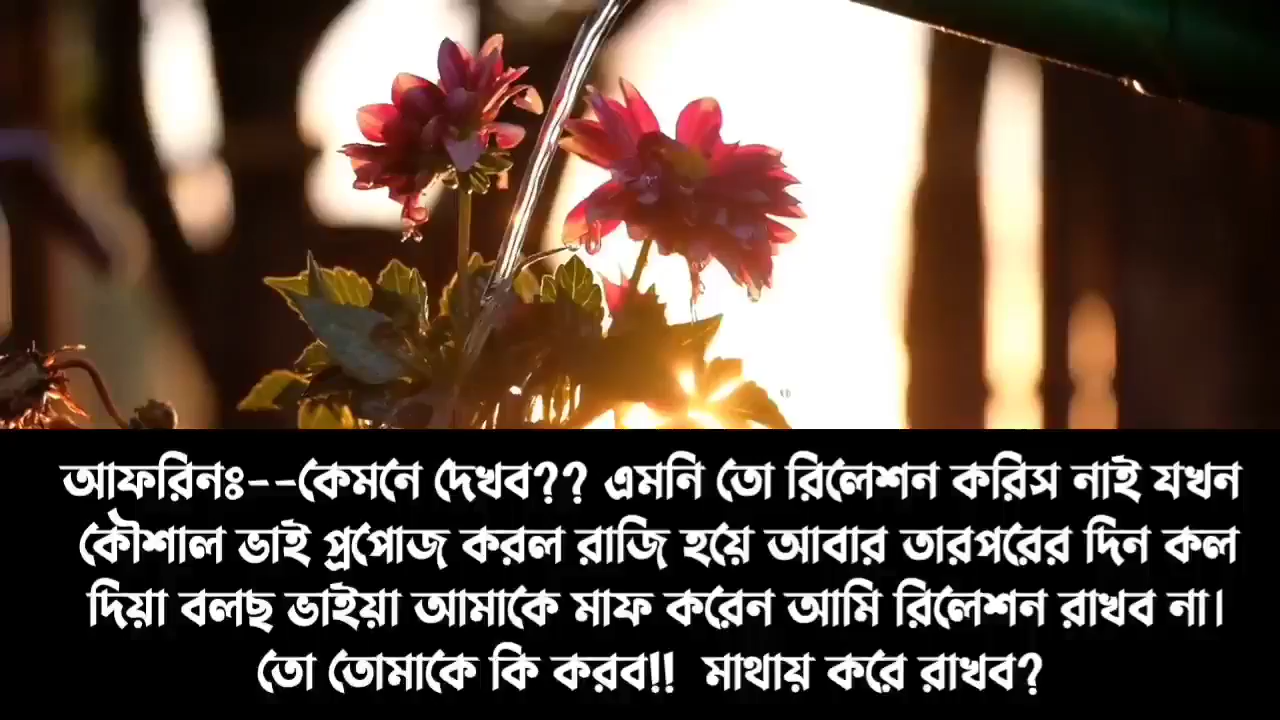 আফরিনঃ--কেমনে দেখব?? এমনি তো রিলেশন করিস নাই যখন
কৌশাল ভাই প্রপোজ করল রাজি হয়ে আবার তারপরের দিন কল
দিয়া বলছ ভাইয়া আমাকে মাফ করেন আমি রিলেশন রাখব না।
তো তোমাকে কি করব!! মাথায় করে রাখব?